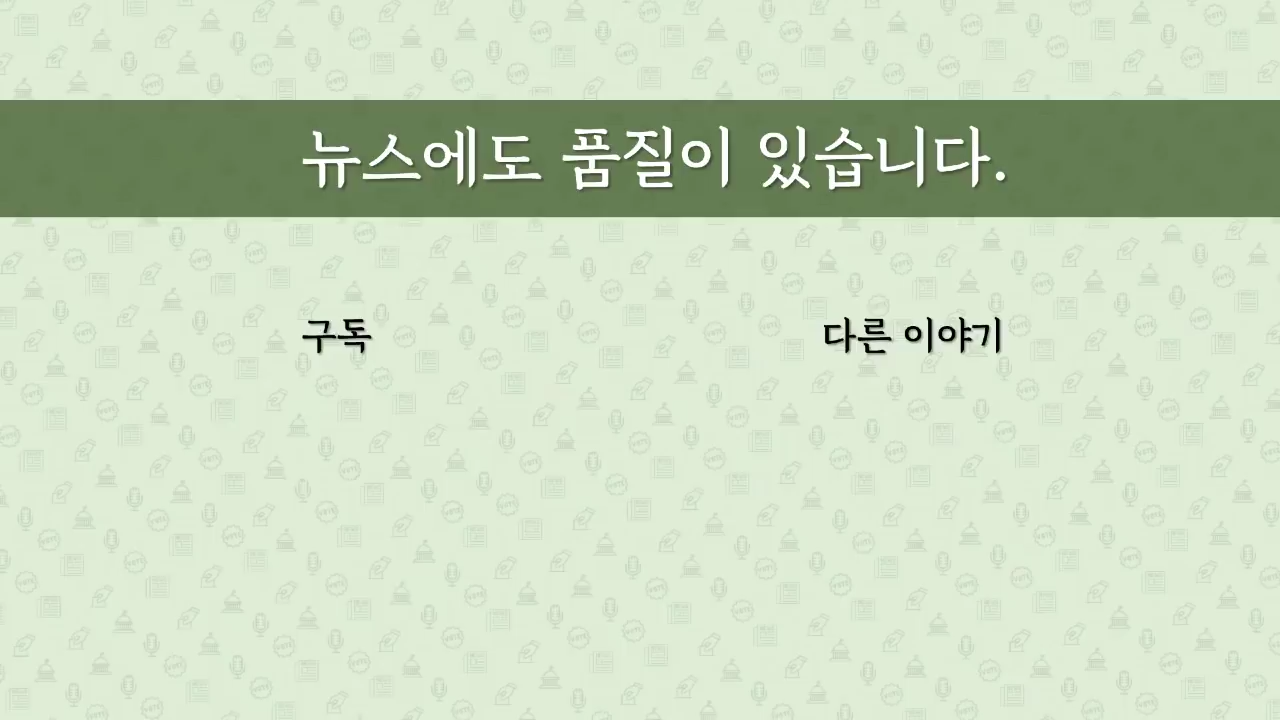 뉴스에도 품질이 있습니다.
구독
다른 이야기